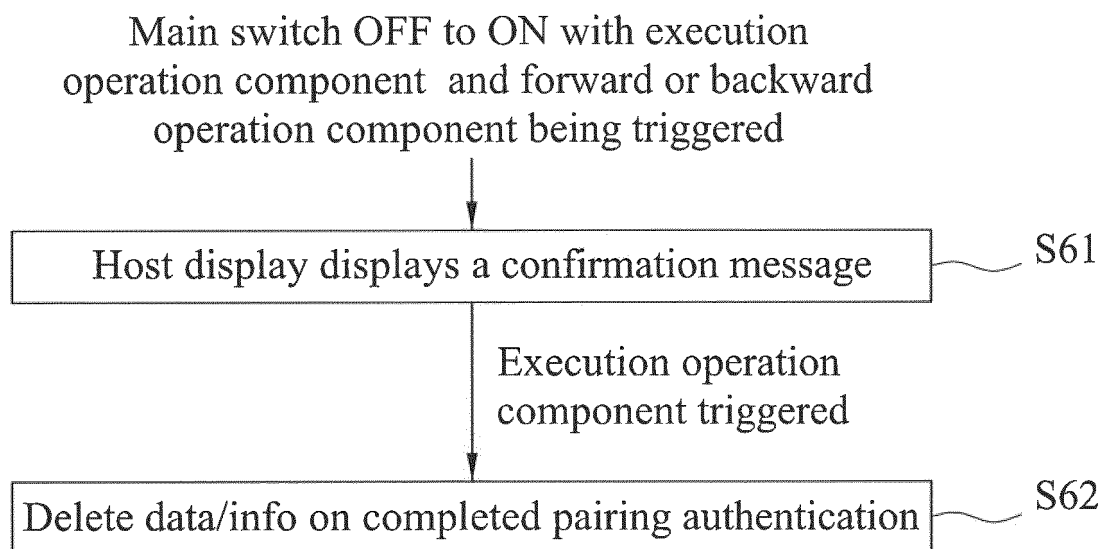 Main switch OFF to ON with execution
operation component and forward or backward
operation component being triggered
Host display displays a confirmation message
S61
Execution operation
component triggered
Delete data/info on completed pairing authentication
S62